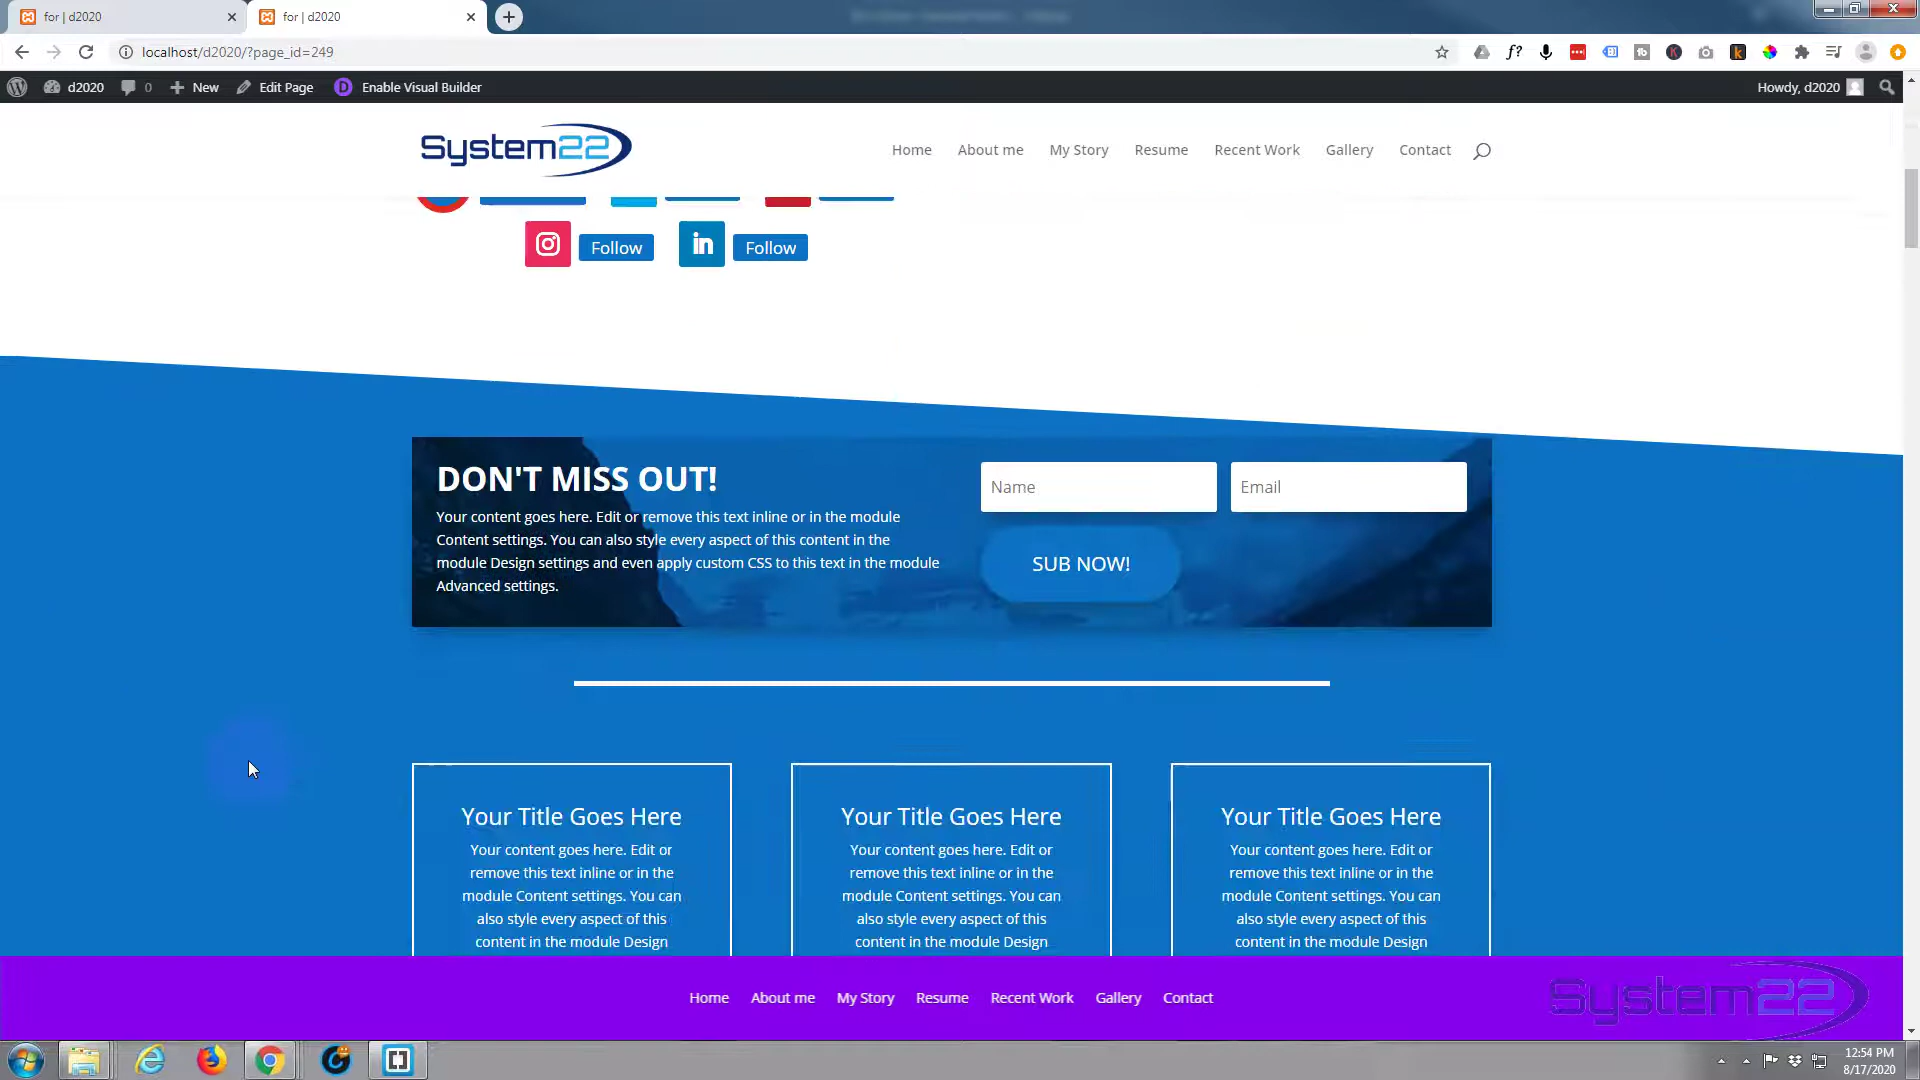 for | d2020
for | d2020
localhost/d2020/?page_id=249
d2020 0 New Edit Page Enable Visual Builder Howdy, d2020
System22
Home About me My Story Resume Recent Work Gallery Contact
Follow Follow
DON'T MISS OUT!
Your content goes here. Edit or remove this text inline or in the module
Content settings. You can also style every aspect of this content in the
module Design settings and even apply custom CSS to this text in the module
Advanced settings.
Name Email
SUB NOW!
Your Title Goes Here
Your content goes here. Edit or
remove this text inline or in the
module Content settings. You can
also style every aspect of this
content in the module Design
Your Title Goes Here
Your content goes here. Edit or
remove this text inline or in the
module Content settings. You can
also style every aspect of this
content in the module Design
Your Title Goes Here
Your content goes here. Edit or
remove this text inline or in the
module Content settings. You can
also style every aspect of this
content in the module Design
Home About me My Story Resume Recent Work Gallery Contact
System22
12:54 PM
8/17/2020